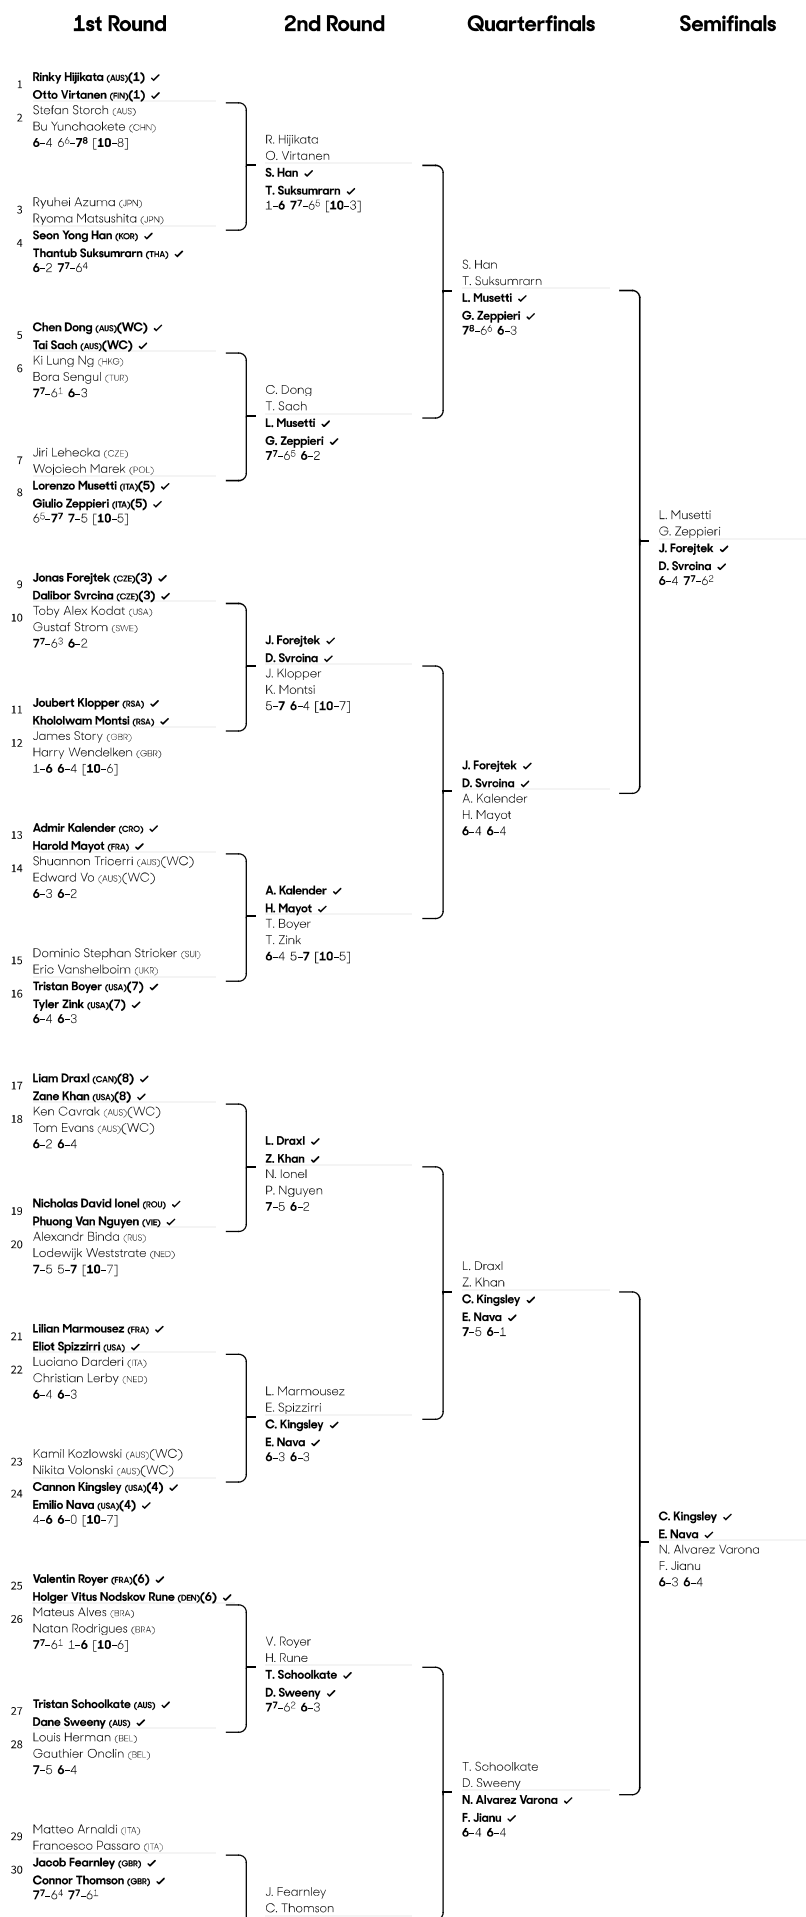 1st Round
2nd Round
Quarterfinals
Semifinals
1
Rinky Hijikata (AUS)(1) ✓
Otto Virtanen (FIN)(1) ✓
2
Stefan Storch (AUS)
Bu Yunchaokete (CHN)
6–4 6⁶–7⁸ [10–8]
3
Ryuhei Azuma (JPN)
Ryoma Matsushita (JPN)
4
Seon Yong Han (KOR) ✓
Thantub Suksumrarn (THA) ✓
6–2 7⁷–6⁴
5
Chen Dong (AUS)(WC) ✓
Tai Sach (AUS)(WC) ✓
6
Ki Lung Ng (HKG)
Bora Sengul (TUR)
7⁷–6¹ 6–3
7
Jiri Lehecka (CZE)
Wojciech Marek (POL)
8
Lorenzo Musetti (ITA)(5) ✓
Giulio Zeppieri (ITA)(5) ✓
6⁵–7⁷ 7–5 [10–5]
9
Jonas Forejtek (CZE)(3) ✓
Dalibor Svrcina (CZE)(3) ✓
10
Toby Alex Kodat (USA)
Gustaf Strom (SWE)
7⁷–6³ 6–2
11
Joubert Klopper (RSA) ✓
Khololwam Montsi (RSA) ✓
12
James Story (GBR)
Harry Wendelken (GBR)
1–6 6–4 [10–6]
13
Admir Kalender (CRO) ✓
Harold Mayot (FRA) ✓
14
Shuannon Tricerri (AUS)(WC)
Edward Vo (AUS)(WC)
6–3 6–2
15
Dominic Stephan Stricker (SUI)
Eric Vanshelboim (UKR)
16
Tristan Boyer (USA)(7) ✓
Tyler Zink (USA)(7) ✓
6–4 6–3
17
Liam Draxl (CAN)(8) ✓
Zane Khan (USA)(8) ✓
18
Ken Cavrak (AUS)(WC)
Tom Evans (AUS)(WC)
6–2 6–4
19
Nicholas David Ionel (ROU) ✓
Phuong Van Nguyen (VIE) ✓
20
Alexandr Binda (RUS)
Lodewijk Weststrate (NED)
7–5 5–7 [10–7]
21
Lilian Marmousez (FRA) ✓
Eliot Spizzirri (USA) ✓
22
Luciano Darderi (ITA)
Christian Lerby (NED)
6–4 6–3
23
Kamil Kozlowski (AUS)(WC)
Nikita Volonski (AUS)(WC)
24
Cannon Kingsley (USA)(4) ✓
Emilio Nava (USA)(4) ✓
4–6 6–0 [10–7]
25
Valentin Royer (FRA)(6) ✓
Holger Vitus Nodskov Rune (DEN)(6) ✓
26
Mateus Alves (BRA)
Natan Rodrigues (BRA)
7⁷–6¹ 1–6 [10–6]
27
Tristan Schoolkate (AUS) ✓
Dane Sweeny (AUS) ✓
28
Louis Herman (BEL)
Gauthier Onclin (BEL)
7–5 6–4
29
Matteo Arnaldi (ITA)
Francesco Passaro (ITA)
30
Jacob Fearnley (GBR) ✓
Connor Thomson (GBR) ✓
7⁷–6⁴ 7⁷–6¹
R. Hijikata
O. Virtanen
S. Han ✓
T. Suksumrarn ✓
1–6 7⁷–6⁵ [10–3]
C. Dong
T. Sach
L. Musetti ✓
G. Zeppieri ✓
7⁷–6⁵ 6–2
J. Forejtek ✓
D. Svrcina ✓
J. Klopper
K. Montsi
5–7 6–4 [10–7]
A. Kalender ✓
H. Mayot ✓
T. Boyer
T. Zink
6–4 5–7 [10–5]
L. Draxl ✓
Z. Khan ✓
N. Ionel
P. Nguyen
7–5 6–2
L. Marmousez
E. Spizzirri
C. Kingsley ✓
E. Nava ✓
6–3 6–3
V. Royer
H. Rune
T. Schoolkate ✓
D. Sweeny ✓
7⁷–6² 6–3
J. Fearnley
C. Thomson
S. Han
T. Suksumrarn
L. Musetti ✓
G. Zeppieri ✓
7⁸–6⁶ 6–3
J. Forejtek ✓
D. Svrcina ✓
A. Kalender
H. Mayot
6–4 6–4
L. Draxl
Z. Khan
C. Kingsley ✓
E. Nava ✓
7–5 6–1
T. Schoolkate
D. Sweeny
N. Alvarez Varona ✓
F. Jianu ✓
6–4 6–4
L. Musetti
G. Zeppieri
J. Forejtek ✓
D. Svrcina ✓
6–4 7⁷–6²
C. Kingsley ✓
E. Nava ✓
N. Alvarez Varona
F. Jianu
6–3 6–4